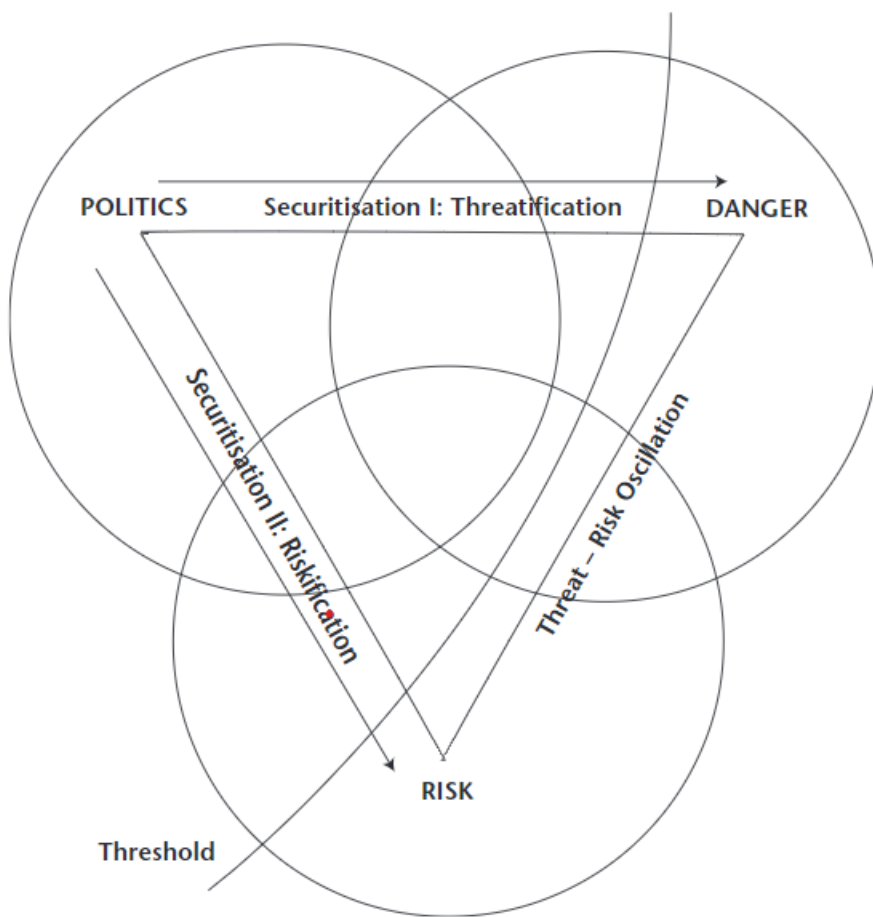 POLITICS
Securitisation I: Threatification
DANGER
Securitisation II: Riskification
Threat – Risk Oscillation
RISK
Threshold